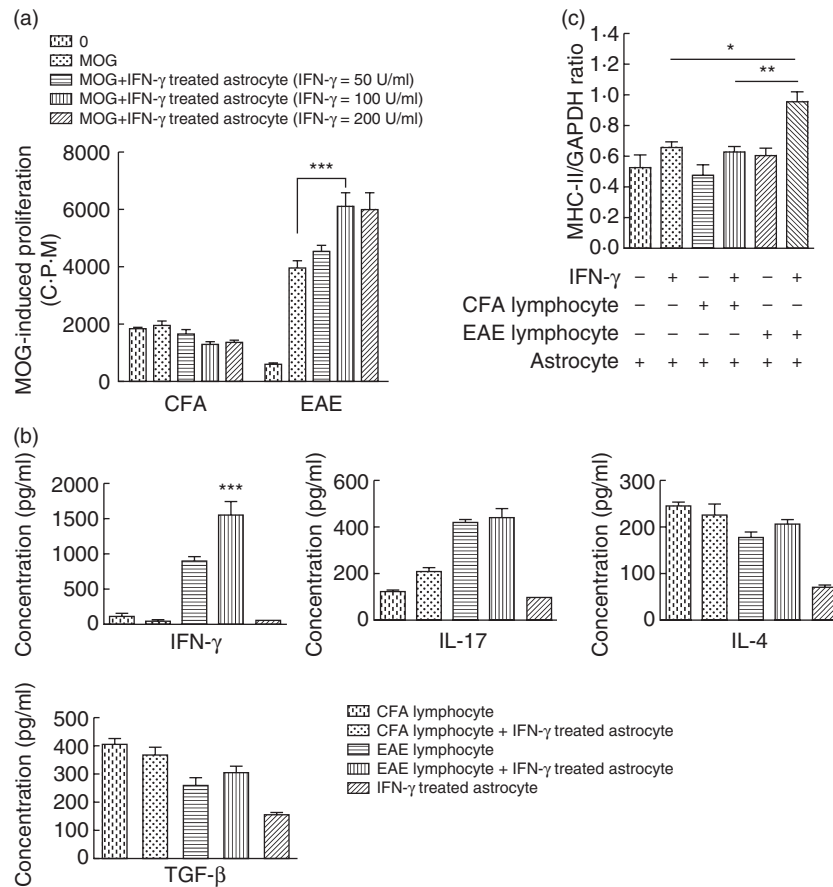 (a)
0
MOG
MOG+IFN-γ treated astrocyte (IFN-γ = 50 U/ml)
MOG+IFN-γ treated astrocyte (IFN-γ = 100 U/ml)
MOG+IFN-γ treated astrocyte (IFN-γ = 200 U/ml)
MOG-induced proliferation
(C·P·M)
8000
6000
4000
2000
0
***
CFA EAE
(c)
MHC-II/GAPDH ratio
1·4
1·2
1·0
0·8
0·6
0·4
0·2
0·0
*
**
IFN-γ – + – + – +
CFA lymphocyte – – + + – –
EAE lymphocyte – – – – + +
Astrocyte + + + + + +
(b)
Concentration (pg/ml)
2000
1500
1000
500
0
***
IFN-γ
Concentration (pg/ml)
600
400
200
0
IL-17
Concentration (pg/ml)
300
200
100
0
IL-4
Concentration (pg/ml)
500
400
300
200
100
0
TGF-β
CFA lymphocyte
CFA lymphocyte + IFN-γ treated astrocyte
EAE lymphocyte
EAE lymphocyte + IFN-γ treated astrocyte
IFN-γ treated astrocyte